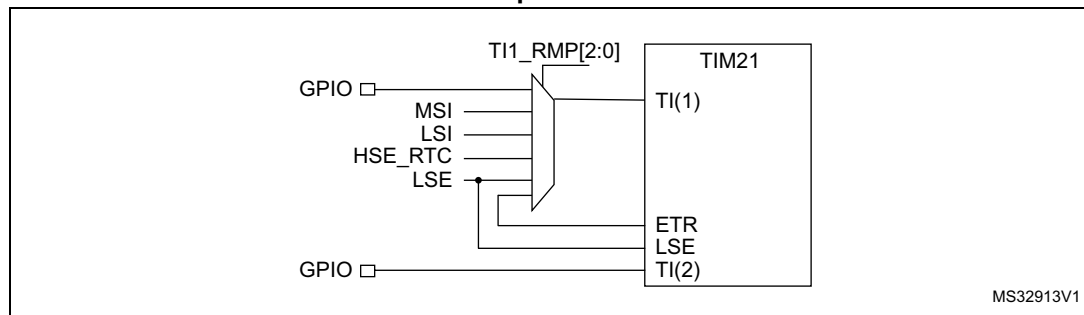 TI1_RMP[2:0]
TIM21
GPIO
TI(1)
MSI
LSI
HSE_RTC
LSE
ETR
LSE
GPIO
TI(2)
MS32913V1